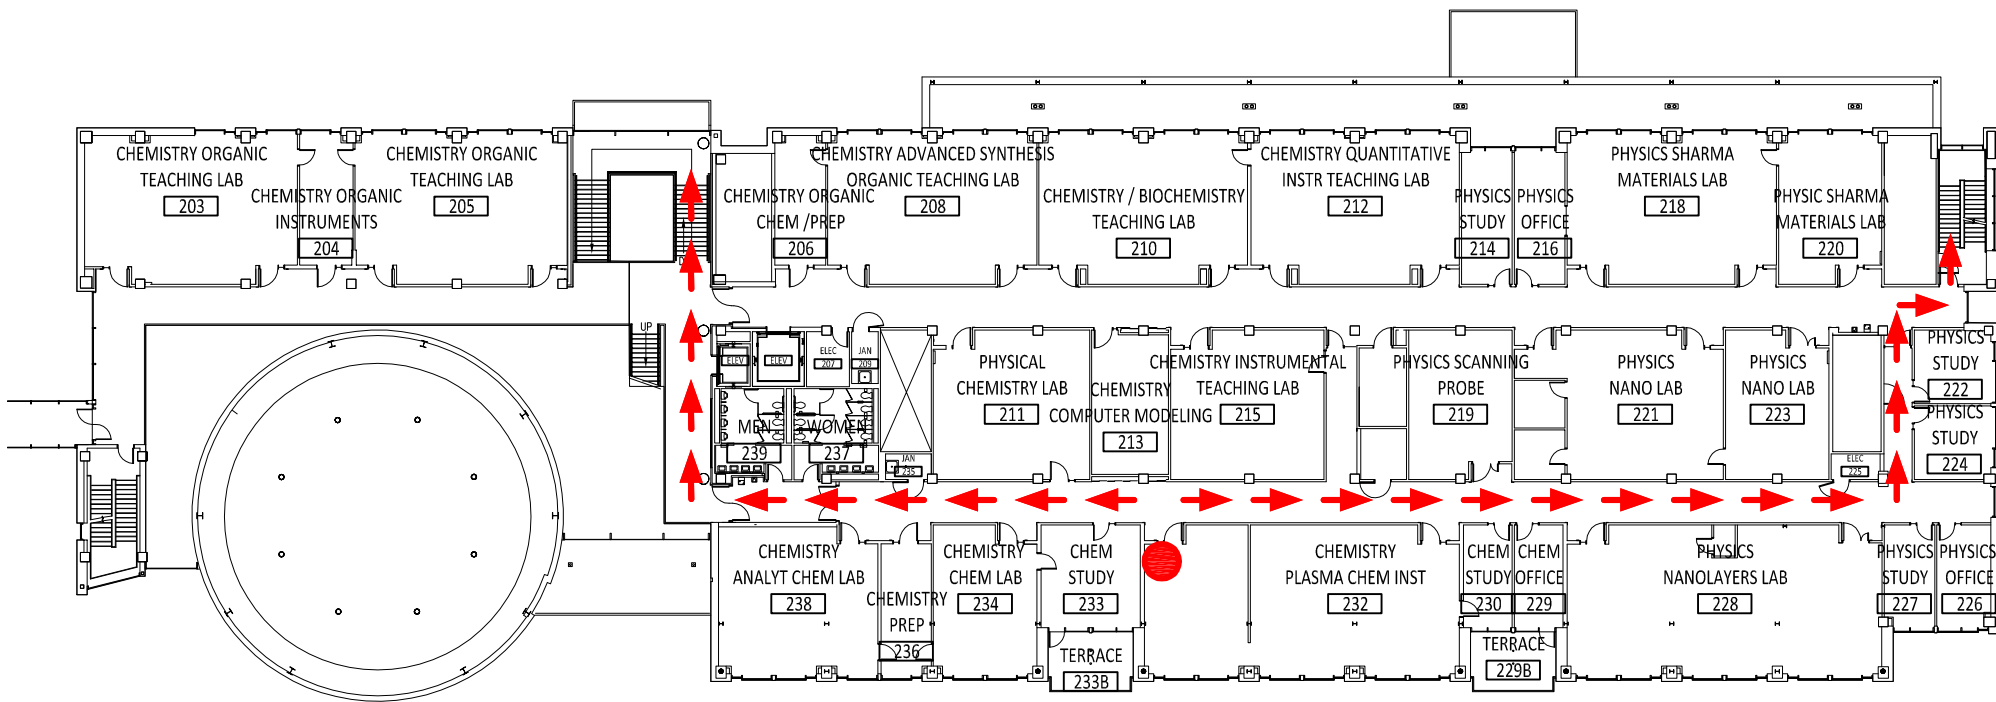 CHEMISTRY ORGANIC
TEACHING LAB
203
CHEMISTRY ORGANIC
INSTRUMENTS
204
CHEMISTRY ORGANIC
TEACHING LAB
205
CHEMISTRY ORGANIC
CHEM /PREP
206
CHEMISTRY ADVANCED SYNTHESIS
ORGANIC TEACHING LAB
208
CHEMISTRY / BIOCHEMISTRY
TEACHING LAB
210
CHEMISTRY QUANTITATIVE
INSTR TEACHING LAB
212
PHYSICS
STUDY
214
PHYSICS
OFFICE
216
PHYSICS SHARMA
MATERIALS LAB
218
PHYSIC SHARMA
MATERIALS LAB
220
UP
ELEV
ELEV
ELEC
207
JAN
209
PHYSICAL
CHEMISTRY LAB
211
CHEMISTRY
COMPUTER MODELING
213
CHEMISTRY INSTRUMENTAL
TEACHING LAB
215
PHYSICS SCANNING
PROBE
219
PHYSICS
NANO LAB
221
PHYSICS
NANO LAB
223
PHYSICS
STUDY
222
PHYSICS
STUDY
224
MEN
239
WOMEN
237
JAN
235
ELEC
225
CHEMISTRY
ANALYT CHEM LAB
238
CHEMISTRY
PREP
236
CHEMISTRY
CHEM LAB
234
CHEM
STUDY
233
TERRACE
233B
CHEMISTRY
PLASMA CHEM INST
232
CHEM
STUDY
230
CHEM
OFFICE
229
TERRACE
229B
PHYSICS
NANOLAYERS LAB
228
PHYSICS
STUDY
227
PHYSICS
OFFICE
226